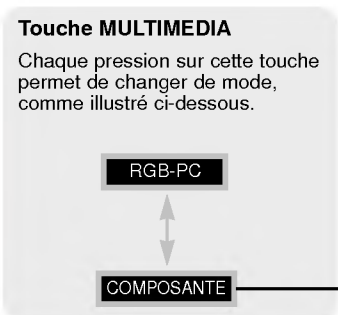 Touche MULTIMEDIA
Chaque pression sur cette touche
permet de changer de mode,
comme illustré ci-dessous.
RGB-PC
COMPOSANTE